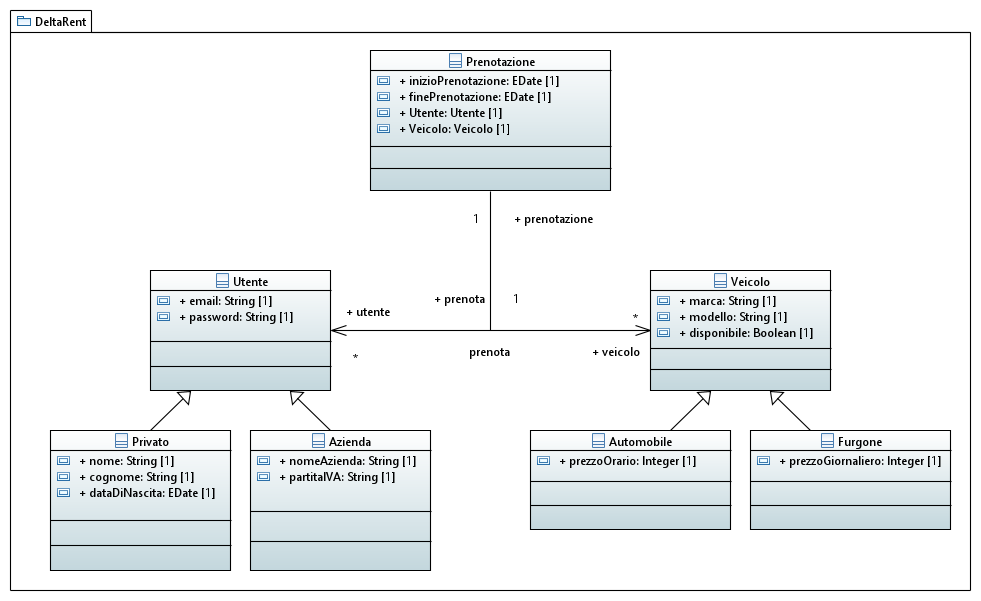 DeltaRent
Prenotazione
+ inizioPrenotazione: EDate [1]
+ finePrenotazione: EDate [1]
+ Utente: Utente [1]
+ Veicolo: Veicolo [1]
1
+ prenotazione
Utente
+ email: String [1]
+ password: String [1]
+ utente
*
+ prenota
1
prenota
*
+ veicolo
Veicolo
+ marca: String [1]
+ modello: String [1]
+ disponibile: Boolean [1]
Privato
+ nome: String [1]
+ cognome: String [1]
+ dataDiNascita: EDate [1]
Azienda
+ nomeAzienda: String [1]
+ partitaIVA: String [1]
Automobile
+ prezzoOrario: Integer [1]
Furgone
+ prezzoGiornaliero: Integer [1]